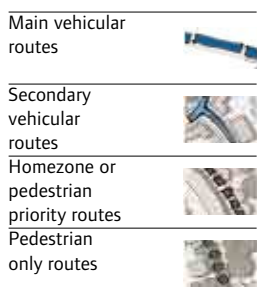 Main vehicular
routes
Secondary
vehicular
routes
Homezone or
pedestrian
priority routes
Pedestrian
only routes